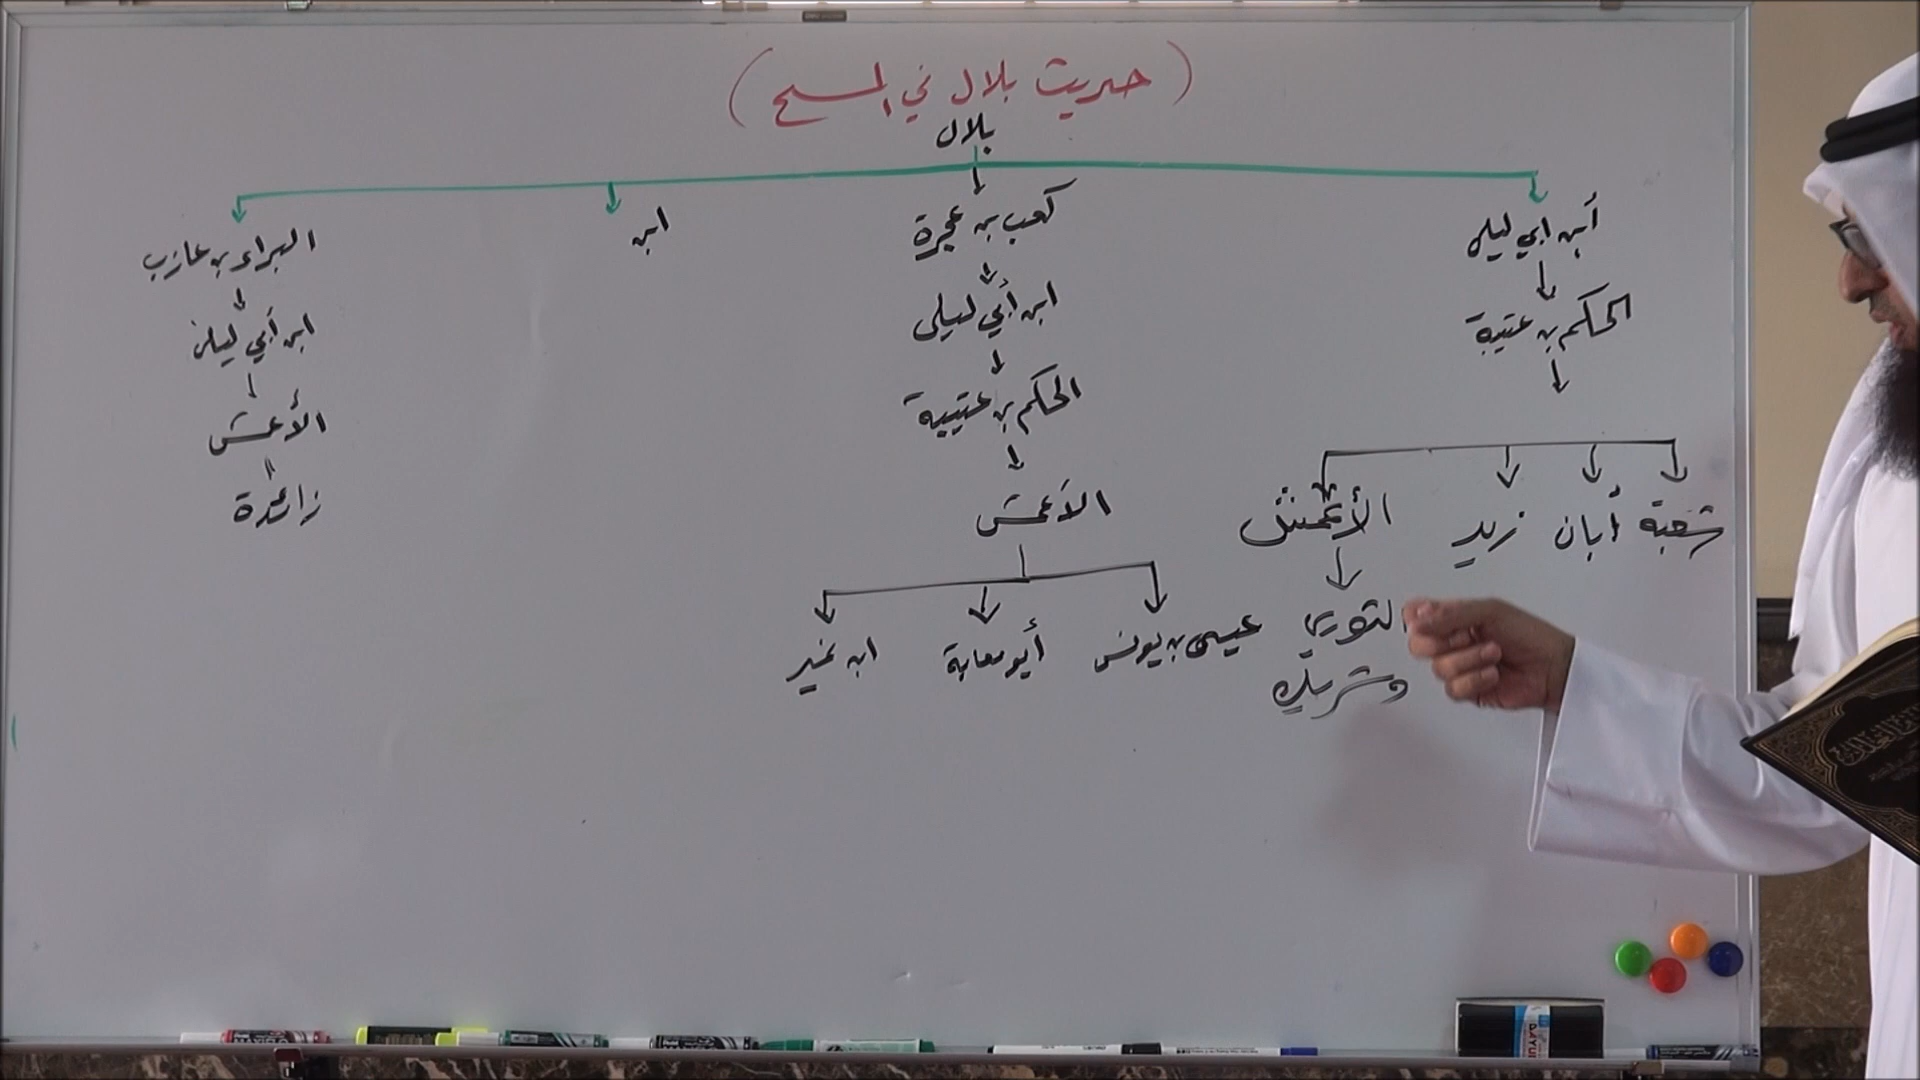 (حديث بلال في المسح)
بلال
ابن ابي ليلى
الحكم بن عتيبة
شعبة
أبان
زيد
الأعمش
الثوري
وشريك
كعب بن عجرة
ابن أبي ليلى
الحكم بن عتيبة
الأعمش
عيسى بن يونس
أبو معاوية
ابن نمير
ابن
البراء بن عازب
ابن أبي ليلى
الأعمش
زائدة